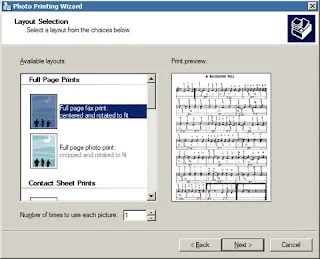 Photo Printing Wizard
Layout Selection
Select a layout from the choices below.
Available layouts:
Full Page Prints
Full page fax print:
centered and rotated to fit
Full page photo print:
cropped and rotated to fit
Contact Sheet Prints
Number of times to use each picture:
1
Print preview:
A BLOSSOM FELL
< Back
Next >
Cancel